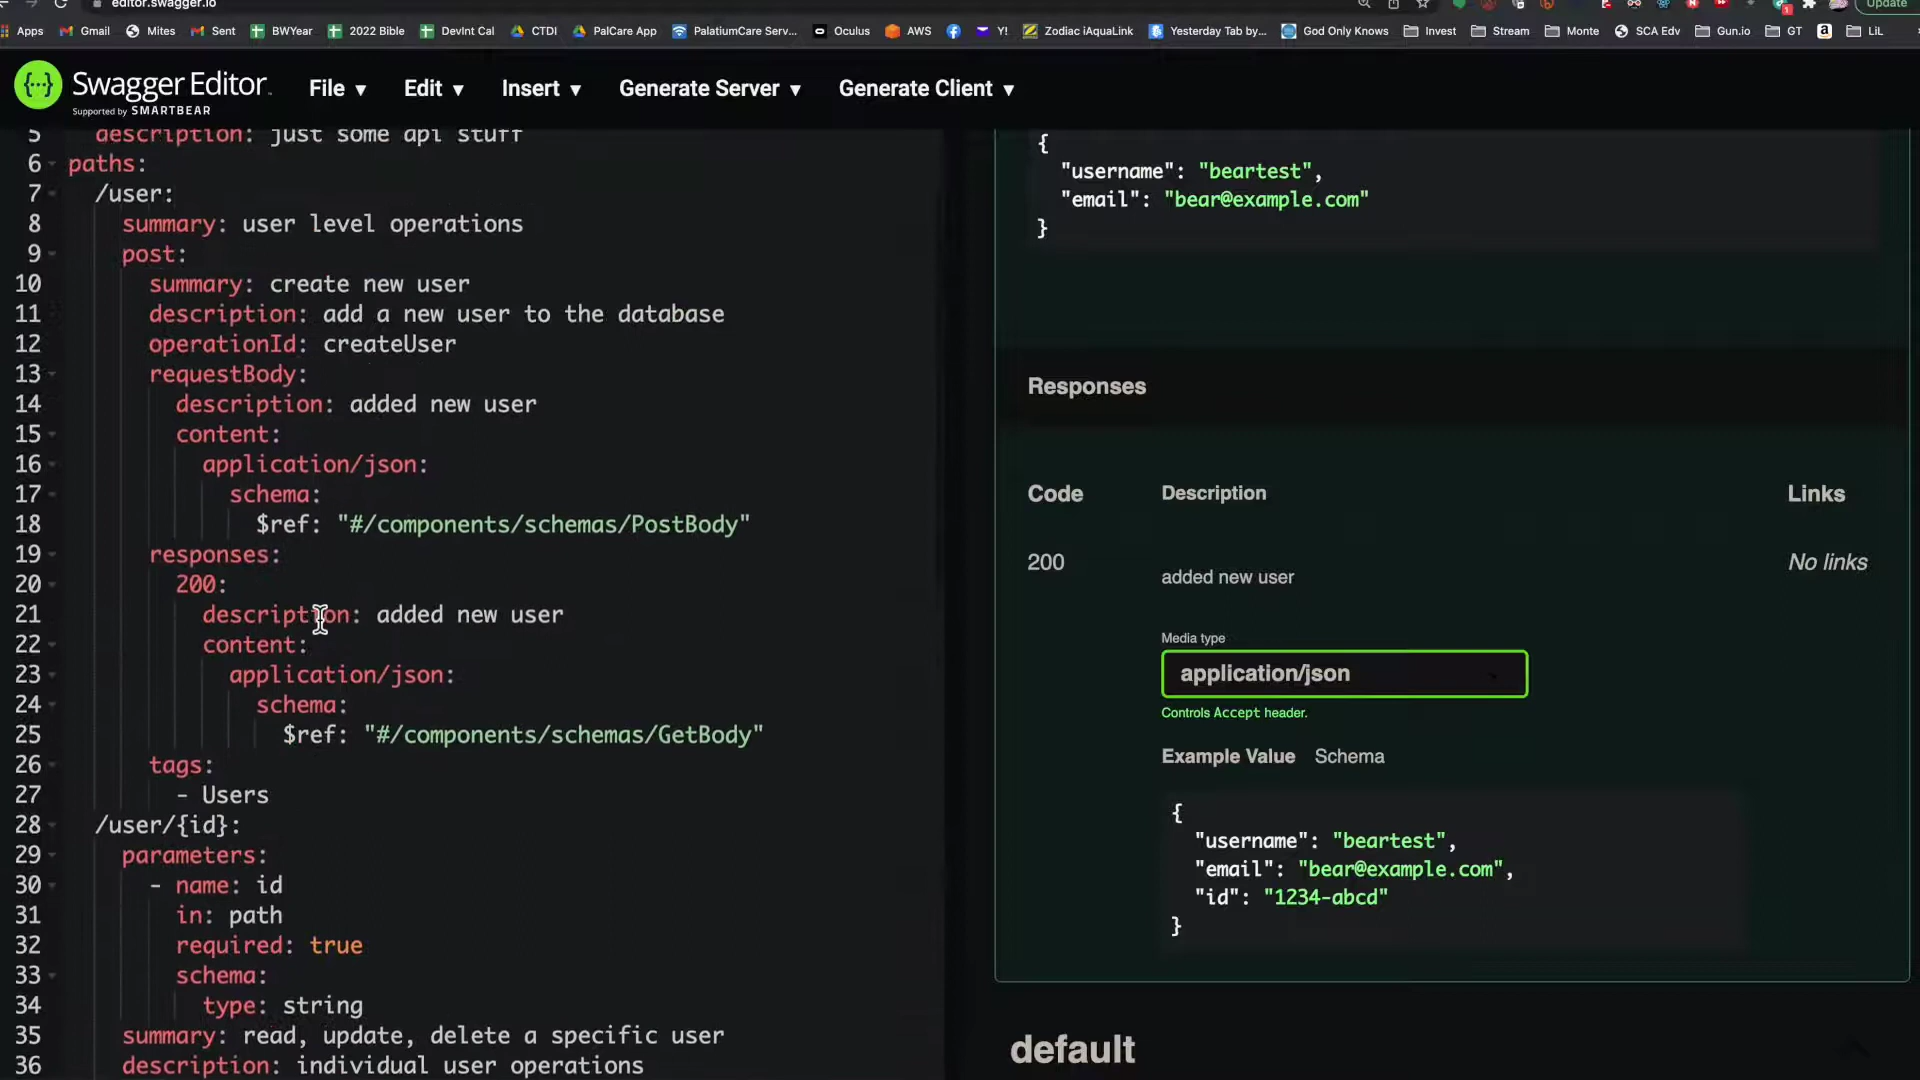 editor.swagger.io
Update
Apps
Gmail
Mites
Sent
BWYear
2022 Bible
DevInt Cal
CTDI
PalCare App
PalatiumCare Serv...
Oculus
AWS
Y!
Zodiac iAquaLink
Yesterday Tab by...
God Only Knows
Invest
Stream
Monte
SCA Edv
Gun.io
GT
LiL
{···}
Swagger Editor
Supported by SMARTBEAR
File ▾
Edit ▾
Insert ▾
Generate Server ▾
Generate Client ▾
5 description: just some api stuff
6 paths:
7 /user:
8 summary: user level operations
9 post:
10 summary: create new user
11 description: add a new user to the database
12 operationId: createUser
13 requestBody:
14 description: added new user
15 content:
16 application/json:
17 schema:
18 $ref: "#/components/schemas/PostBody"
19 responses:
20 200:
21 description: added new user
22 content:
23 application/json:
24 schema:
25 $ref: "#/components/schemas/GetBody"
26 tags:
27 - Users
28 /user/{id}:
29 parameters:
30 - name: id
31 in: path
32 required: true
33 schema:
34 type: string
35 summary: read, update, delete a specific user
36 description: individual user operations
{
"username": "beartest",
"email": "bear@example.com"
}
Responses
Code Description Links
200 added new user No links
Media type
application/json
Controls Accept header.
Example Value Schema
{
"username": "beartest",
"email": "bear@example.com",
"id": "1234-abcd"
}
default